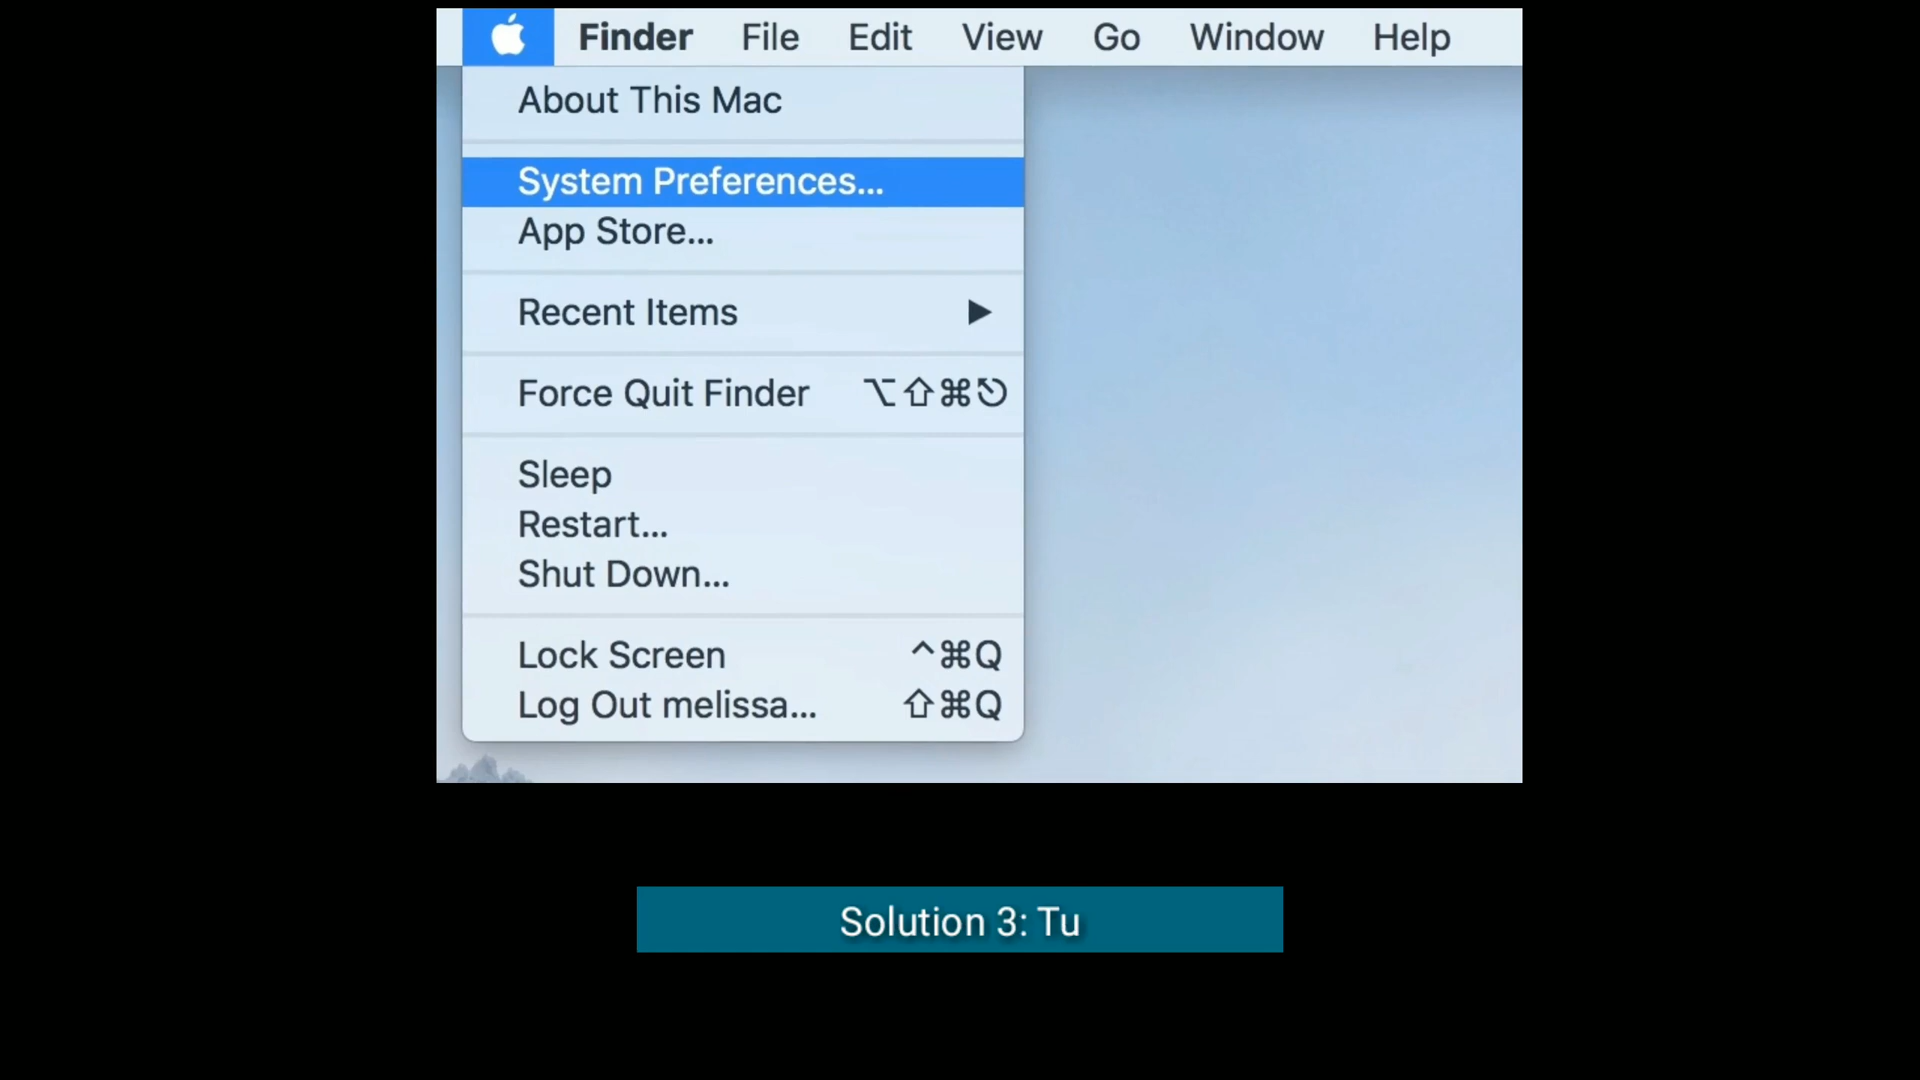 Finder File Edit View Go Window Help
About This Mac
System Preferences...
App Store...
Recent Items ▶
Force Quit Finder ⌥⇧⌘⎋
Sleep
Restart...
Shut Down...
Lock Screen ^⌘Q
Log Out melissa... ⇧⌘Q
Solution 3: Tu